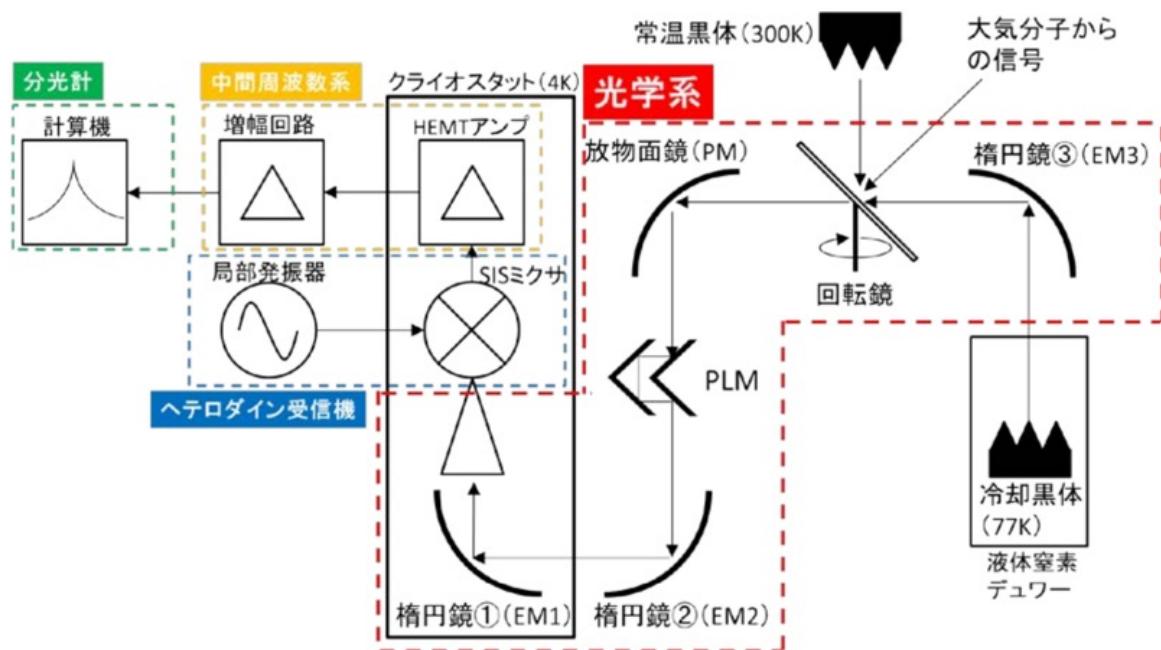 常温黒体(300K)
大気分子から
の信号
分光計
中間周波数系
クライオスタット(4K)
光学系
計算機
増幅回路
HEMTアンプ
放物面鏡(PM)
楕円鏡③(EM3)
局部発振器
SISミクサ
回転鏡
PLM
ヘテロダイン受信機
冷却黒体
(77K)
液体窒素
デュワー
楕円鏡①(EM1)
楕円鏡②(EM2)